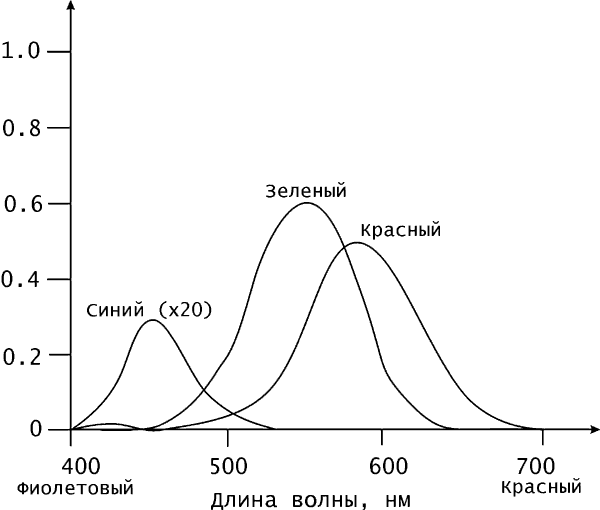 1.0
0.8
Зеленый
0.6
Красный
0.4
Синий (x20)
0.2
0
400 500 600 700
Фиолетовый Красный
Длина волны, нм